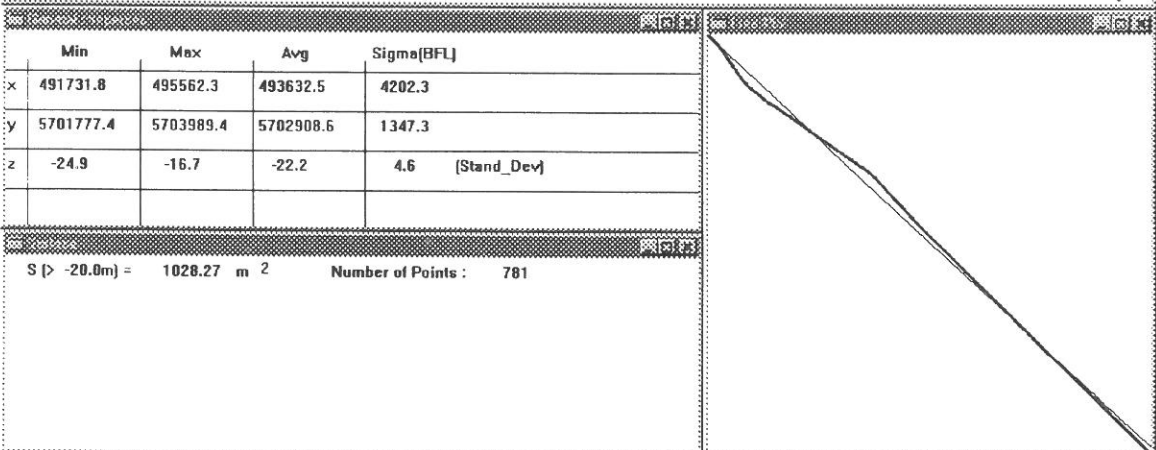 Min Max Avg Sigma(BFL)
x 491731.8 495562.3 493632.5 4202.3
y 5701777.4 5703989.4 5702908.6 1347.3
z -24.9 -16.7 -22.2 4.6 (Stand_Dev)
S (> -20.0m) = 1028.27 m 2 Number of Points : 781